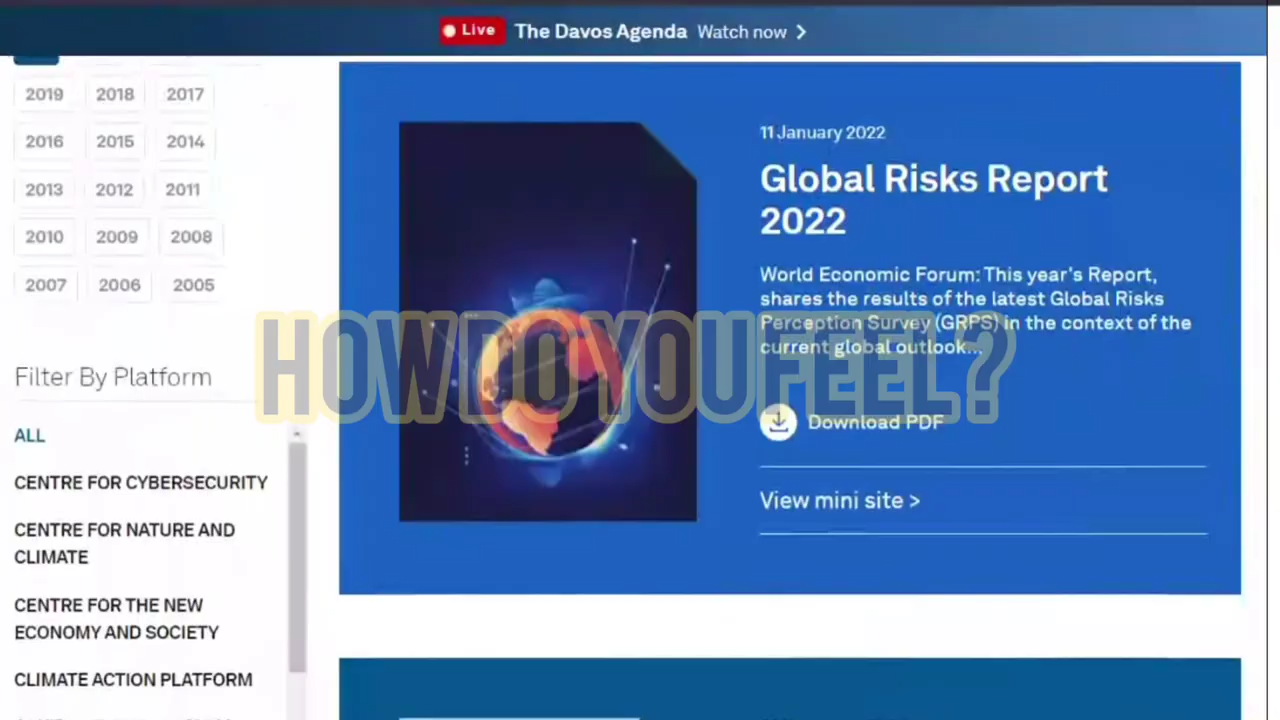 Live The Davos Agenda Watch now >
2019 2018 2017
2016 2015 2014
2013 2012 2011
2010 2009 2008
2007 2006 2005
Filter By Platform
ALL
CENTRE FOR CYBERSECURITY
CENTRE FOR NATURE AND
CLIMATE
CENTRE FOR THE NEW
ECONOMY AND SOCIETY
CLIMATE ACTION PLATFORM
11 January 2022
Global Risks Report
2022
World Economic Forum: This year's Report,
shares the results of the latest Global Risks
Perception Survey (GRPS) in the context of the
current global outlook...
Download PDF
View mini site >
HOW DO YOU FEEL?